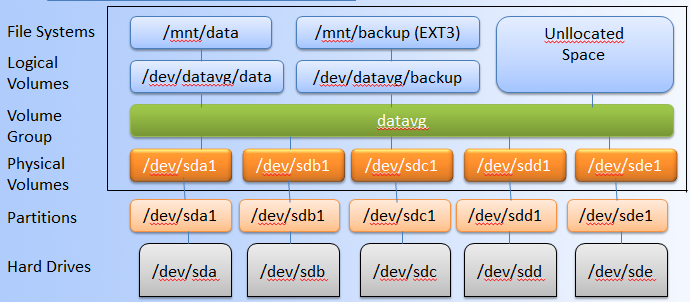 File Systems
/mnt/data
/mnt/backup (EXT3)
Unllocated
Space
Logical
Volumes
/dev/datavg/data
/dev/datavg/backup
Volume
Group
datavg
Physical
Volumes
/dev/sda1
/dev/sdb1
/dev/sdc1
/dev/sdd1
/dev/sde1
Partitions
/dev/sda1
/dev/sdb1
/dev/sdc1
/dev/sdd1
/dev/sde1
Hard Drives
/dev/sda
/dev/sdb
/dev/sdc
/dev/sdd
/dev/sde